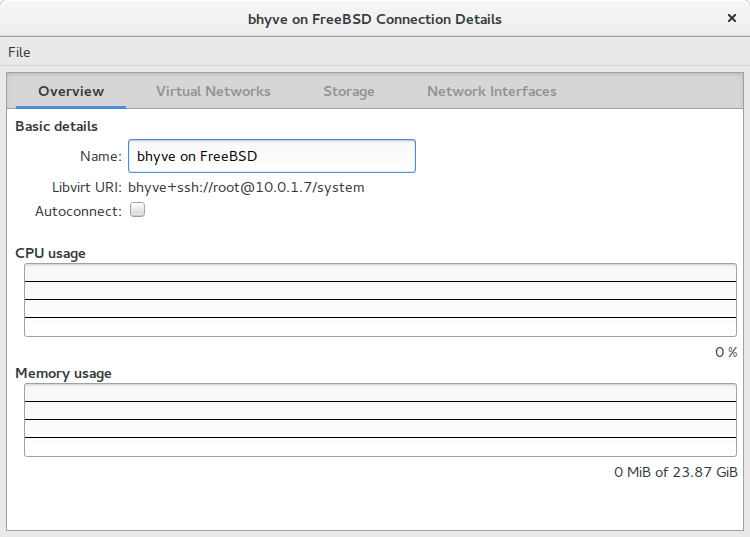 bhyve on FreeBSD Connection Details
File
Overview Virtual Networks Storage Network Interfaces
Basic details
Name: bhyve on FreeBSD
Libvirt URI: bhyve+ssh://root@10.0.1.7/system
Autoconnect:
CPU usage
0 %
Memory usage
0 MiB of 23.87 GiB